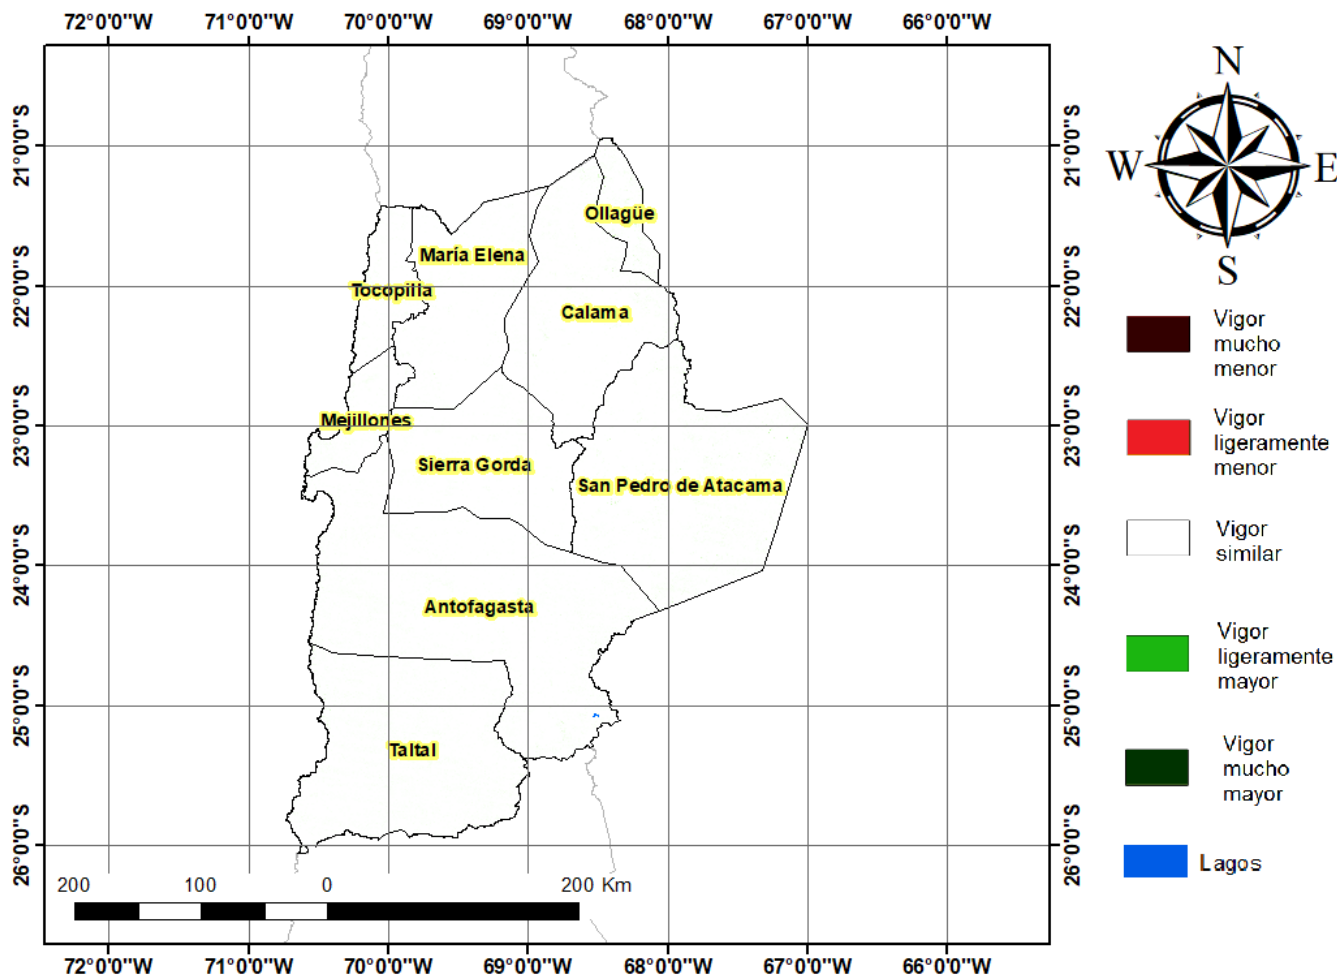 72°0'0"W 71°0'0"W 70°0'0"W 69°0'0"W 68°0'0"W 67°0'0"W 66°0'0"W
N
W E
S
21°0'0"S 21°0'0"S
22°0'0"S 22°0'0"S
23°0'0"S 23°0'0"S
24°0'0"S 24°0'0"S
25°0'0"S 25°0'0"S
26°0'0"S 26°0'0"S
Ollagüe
María Elena
Tocopilla
Calama
Mejillones
Sierra Gorda
San Pedro de Atacama
Antofagasta
Taltal
Vigor
mucho
menor
Vigor
ligeramente
menor
Vigor
similar
Vigor
ligeramente
mayor
Vigor
mucho
mayor
Lagos
200 100 0 200 Km
72°0'0"W 71°0'0"W 70°0'0"W 69°0'0"W 68°0'0"W 67°0'0"W 66°0'0"W